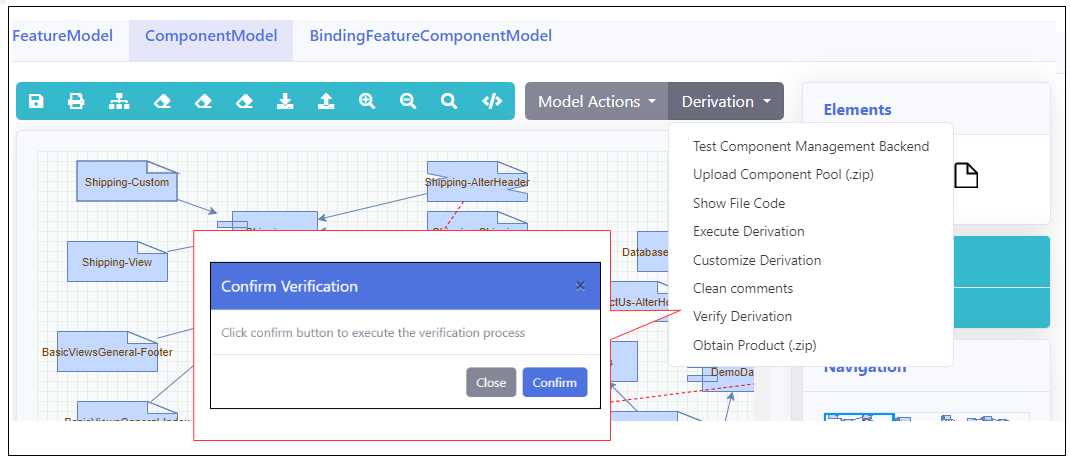 FeatureModel
ComponentModel
BindingFeatureComponentModel
Model Actions
Derivation
Elements
Test Component Management Backend
Upload Component Pool (.zip)
Show File Code
Execute Derivation
Customize Derivation
Clean comments
Verify Derivation
Obtain Product (.zip)
Shipping-Custom
Shipping-AlterHeader
Shipping-View
Database
ctUs-AlterHe
BasicViewsGeneral-Footer
DemoDa
BasicViewsGeneral-Index
Confirm Verification
×
Click confirm button to execute the verification process
Close
Confirm
Navigation